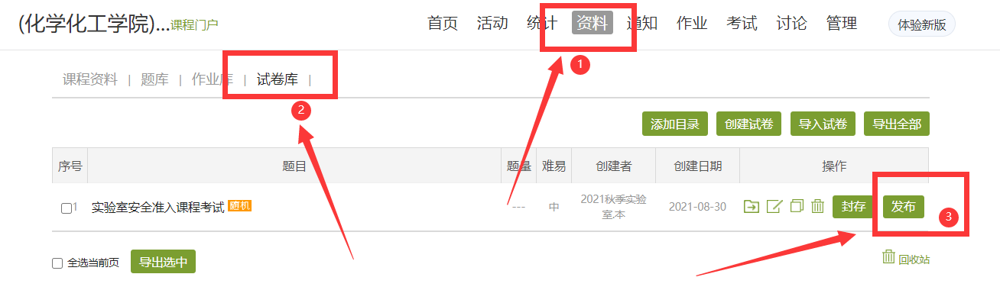 (化学化工学院)...课程门户
首页 活动 统计 资料 通知 作业 考试 讨论 管理 体验新版
1
课程资料 | 题库 | 作业库 | 试卷库 |
2
添加目录 创建试卷 导入试卷 导出全部
序号 题目 题量 难易 创建者 创建日期 操作
1 实验室安全准入课程考试 随机 --- 中 2021秋季实验室.本 2021-08-30 封存 发布
3
全选当前页 导出选中 回收站